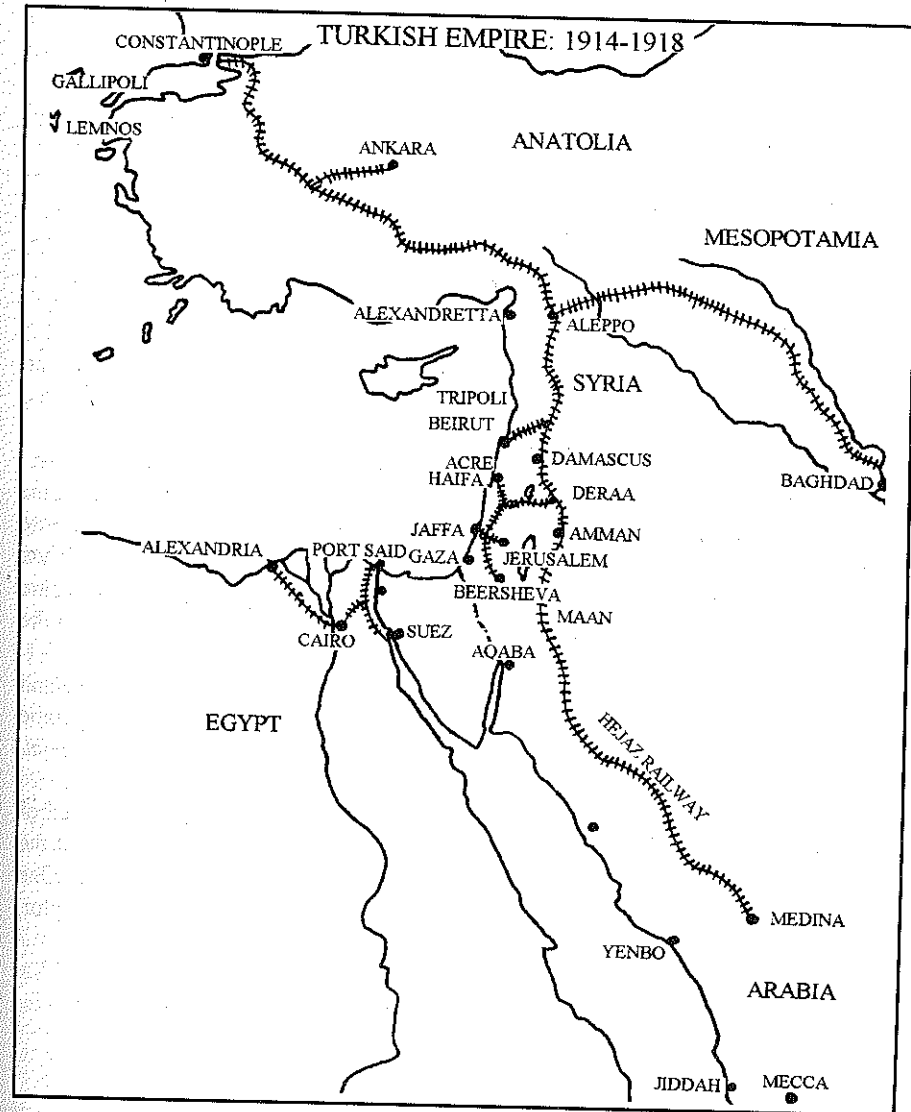 TURKISH EMPIRE: 1914-1918
CONSTANTINOPLE
GALLIPOLI
LEMNOS
ANKARA
ANATOLIA
MESOPOTAMIA
ALEXANDRETTA
ALEPPO
SYRIA
TRIPOLI
BEIRUT
ACRE
HAIFA
DAMASCUS
BAGHDAD
DERAA
JAFFA
AMMAN
ALEXANDRIA
PORT SAID
GAZA
JERUSALEM
BEERSHEVA
MAAN
CAIRO
SUEZ
AQABA
EGYPT
HEJAZ RAILWAY
MEDINA
YENBO
ARABIA
JIDDAH
MECCA